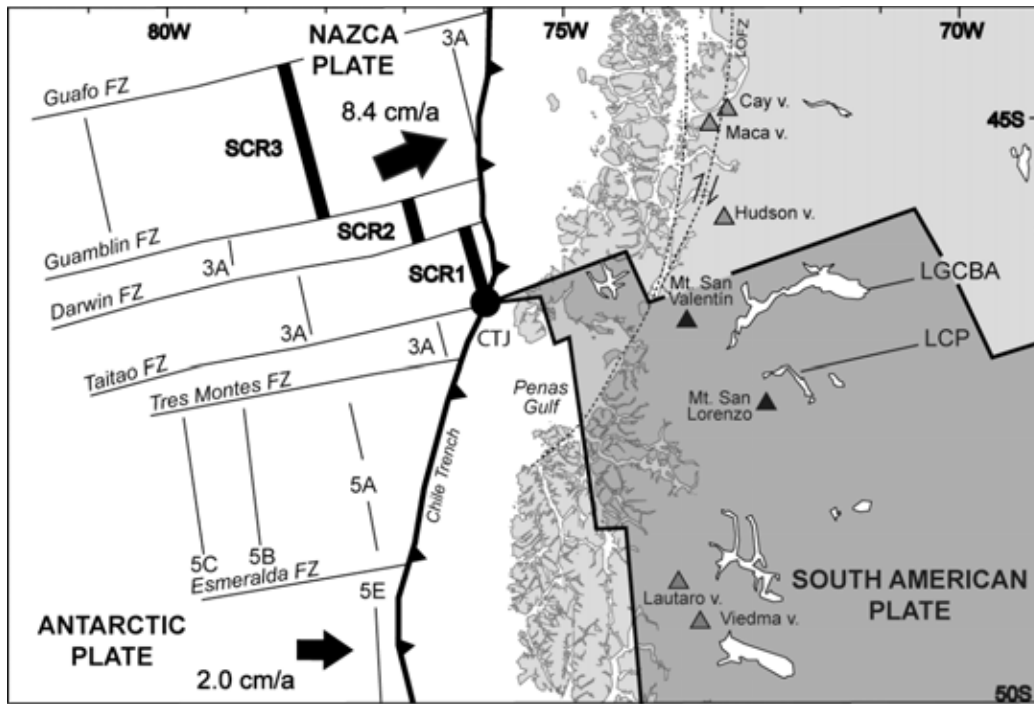 80W
75W
70W
NAZCA
PLATE
3A
LOFZ
Guafo FZ
8.4 cm/a
Cay v.
Maca v.
45S
SCR3
Hudson v.
SCR2
Guamblin FZ
3A
SCR1
Darwin FZ
LGCBA
Mt. San
Valentin
3A
CTJ
3A
LCP
Taitao FZ
Tres Montes FZ
Penas
Gulf
Mt. San
Lorenzo
Chile Trench
5A
5C
5B
Esmeralda FZ
5E
Lautaro v.
Viedma v.
SOUTH AMERICAN
PLATE
ANTARCTIC
PLATE
2.0 cm/a
50S